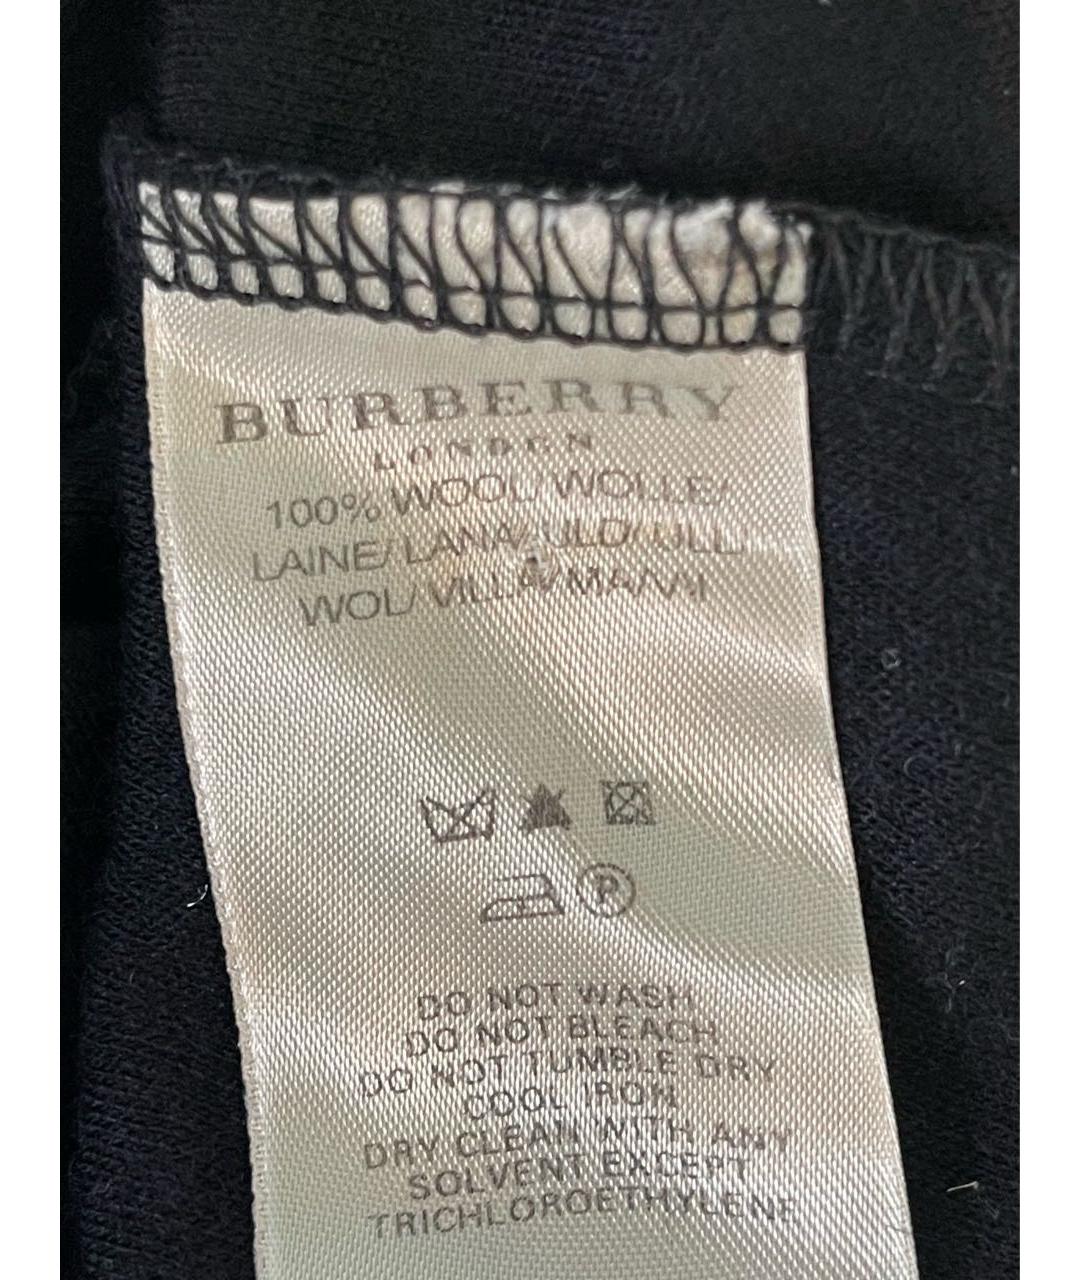 BURBERRY
LONDON
100% WOOL/WOLLE/
LAINE/LANA/ULD/ULL/
WOL/VILLA/MAΛΛI
P
DO NOT WASH
DO NOT BLEACH
DO NOT TUMBLE DRY
COOL IRON
DRY CLEAN WITH ANY
SOLVENT EXCEPT
TRICHLOROETHYLENE